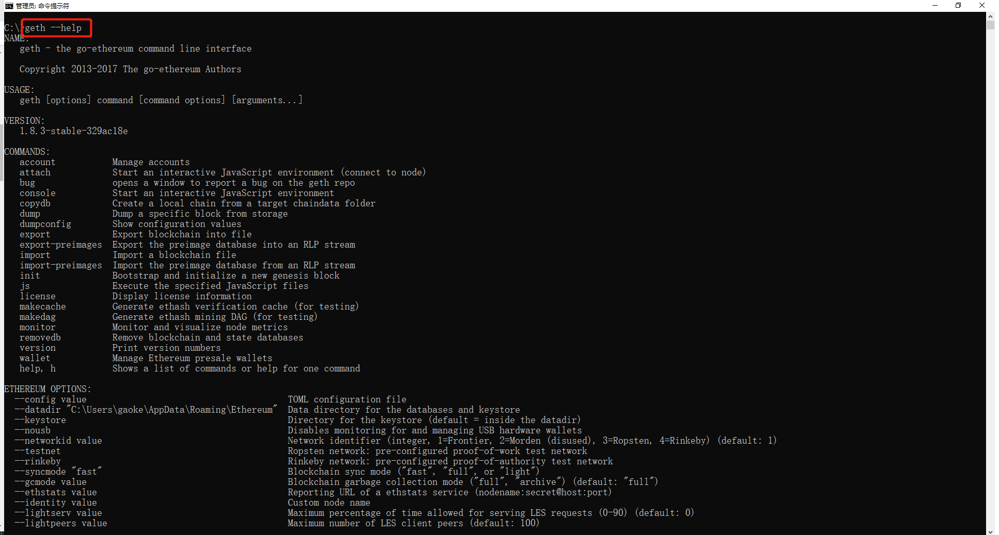 管理员: 命令提示符
C:\>geth --help
NAME:
geth - the go-ethereum command line interface
Copyright 2013-2017 The go-ethereum Authors
USAGE:
geth [options] command [command options] [arguments...]
VERSION:
1.8.3-stable-329ac18e
COMMANDS:
account Manage accounts
attach Start an interactive JavaScript environment (connect to node)
bug opens a window to report a bug on the geth repo
console Start an interactive JavaScript environment
copydb Create a local chain from a target chaindata folder
dump Dump a specific block from storage
dumpconfig Show configuration values
export Export blockchain into file
export-preimages Export the preimage database into an RLP stream
import Import a blockchain file
import-preimages Import the preimage database from an RLP stream
init Bootstrap and initialize a new genesis block
js Execute the specified JavaScript files
license Display license information
makecache Generate ethash verification cache (for testing)
makedag Generate ethash mining DAG (for testing)
monitor Monitor and visualize node metrics
removedb Remove blockchain and state databases
version Print version numbers
wallet Manage Ethereum presale wallets
help, h Shows a list of commands or help for one command
ETHEREUM OPTIONS:
--config value TOML configuration file
--datadir "C:\Users\gaoke\AppData\Roaming\Ethereum" Data directory for the databases and keystore
--keystore Directory for the keystore (default = inside the datadir)
--nousb Disables monitoring for and managing USB hardware wallets
--networkid value Network identifier (integer, 1=Frontier, 2=Morden (disused), 3=Ropsten, 4=Rinkeby) (default: 1)
--testnet Ropsten network: pre-configured proof-of-work test network
--rinkeby Rinkeby network: pre-configured proof-of-authority test network
--syncmode "fast" Blockchain sync mode ("fast", "full", or "light")
--gcmode value Blockchain garbage collection mode ("full", "archive") (default: "full")
--ethstats value Reporting URL of a ethstats service (nodename:secret@host:port)
--identity value Custom node name
--lightserv value Maximum percentage of time allowed for serving LES requests (0-90) (default: 0)
--lightpeers value Maximum number of LES client peers (default: 100)